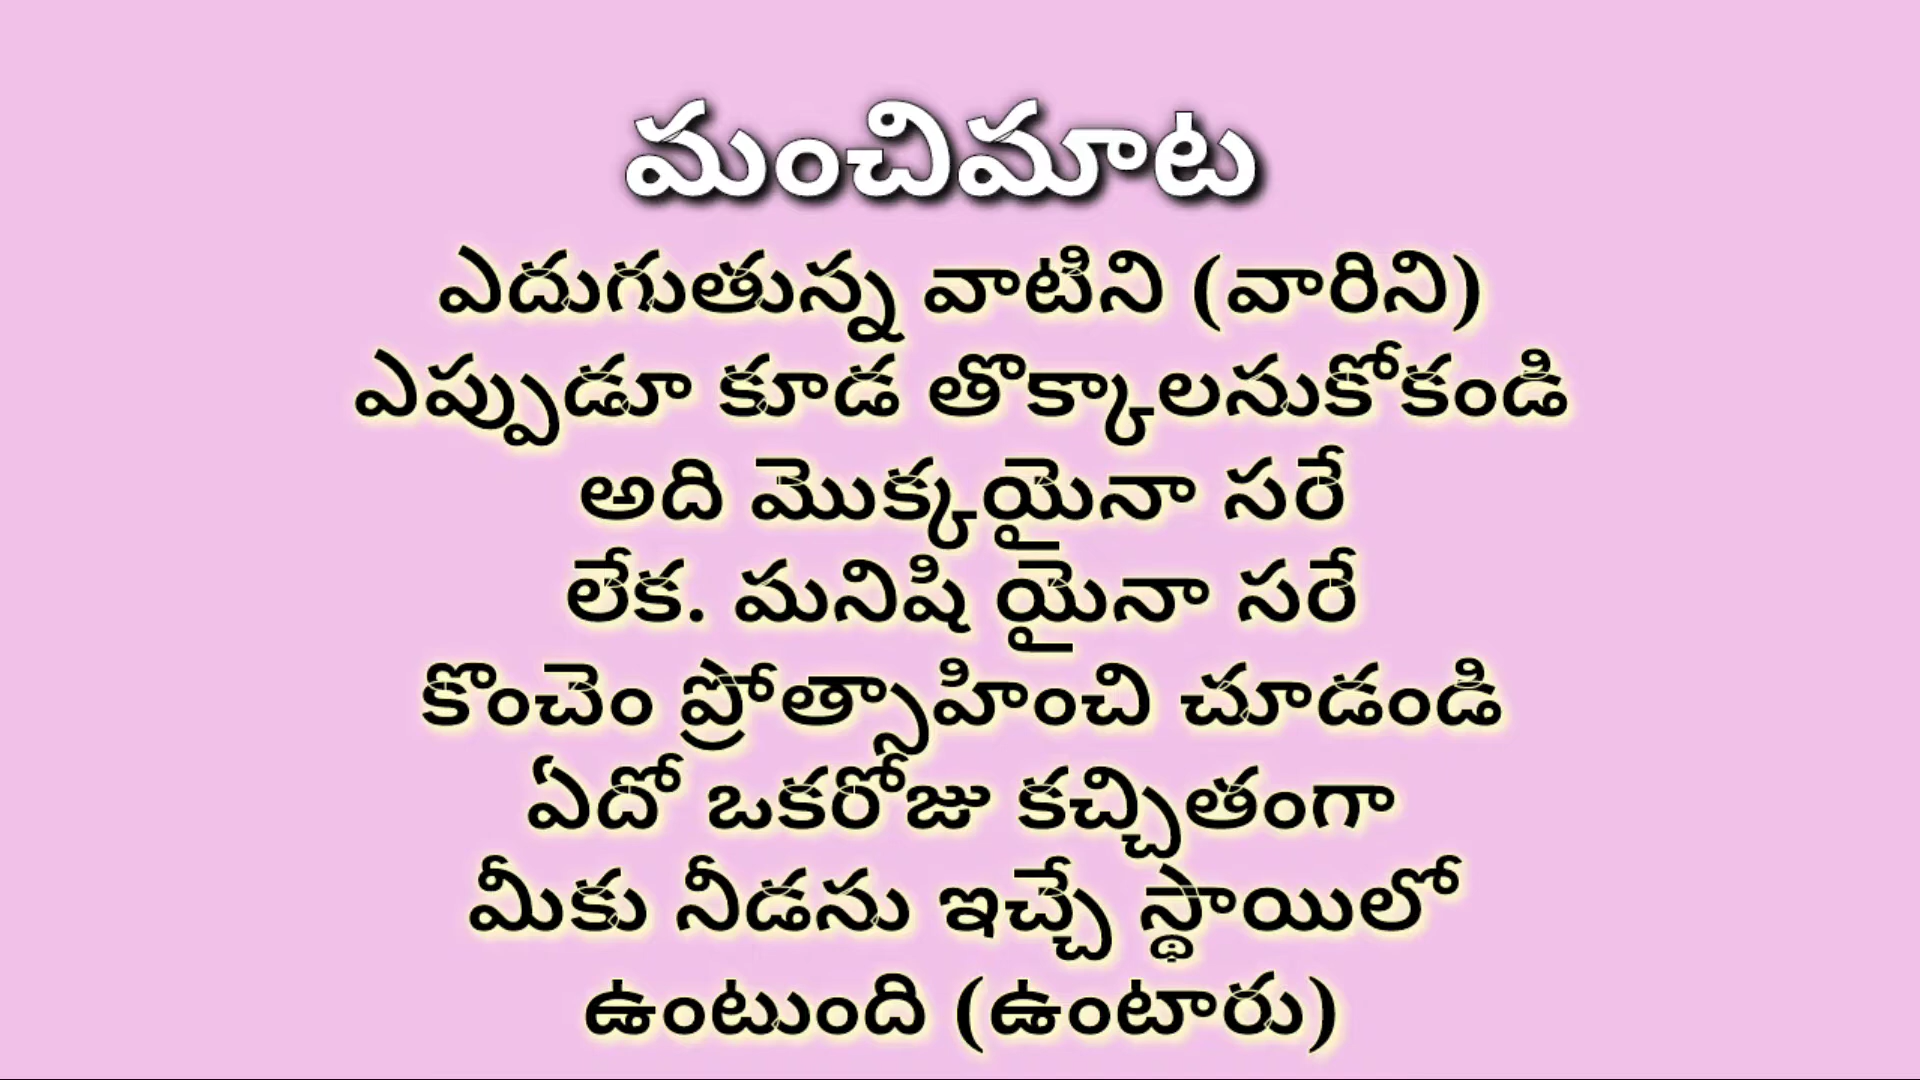 మంచిమాట
ఎదుగుతున్న వాటిని (వారిని)
ఎప్పుడూ కూడ తొక్కాలనుకోకండి
అది మొక్కయైనా సరే
లేక. మనిషి యైనా సరే
కొంచెం ప్రోత్సాహించి చూడండి
ఏదో ఒకరోజు కచ్చితంగా
మీకు నీడను ఇచ్చే స్థాయిలో
ఉంటుంది (ఉంటారు)